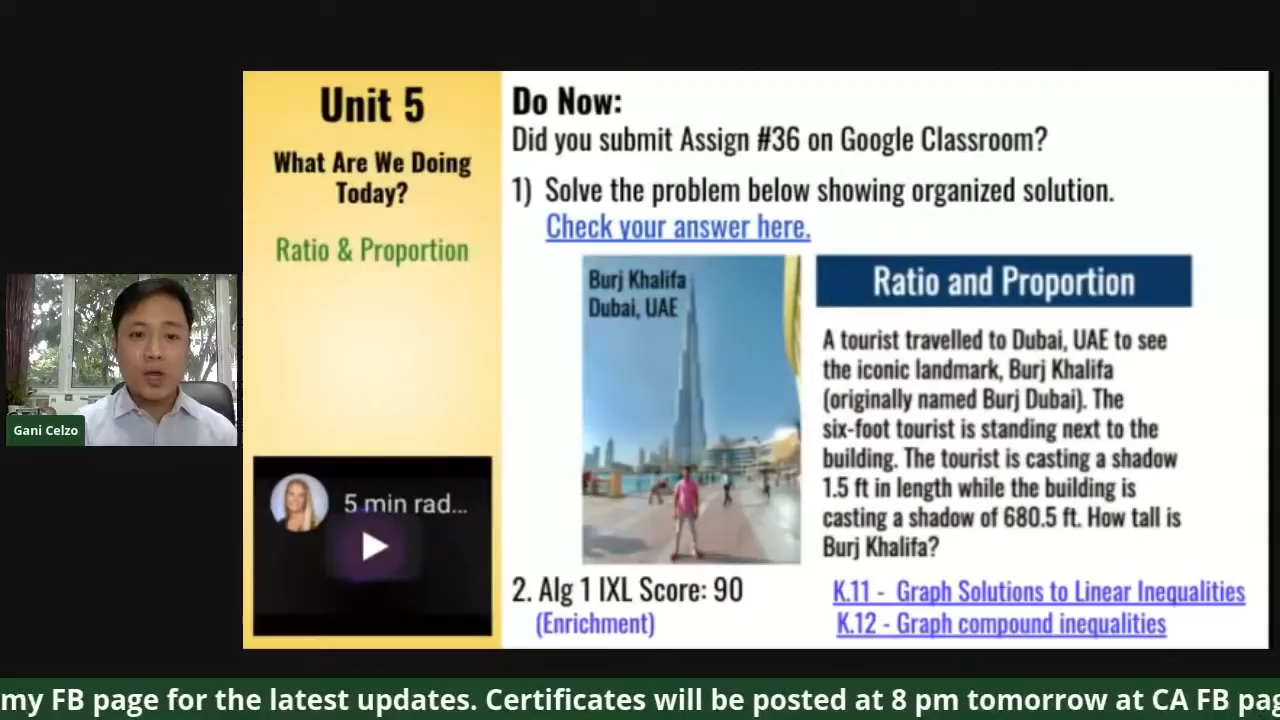 Unit 5
What Are We Doing
Today?
Ratio & Proportion
5 min rad...
Gani Celzo
Do Now:
Did you submit Assign #36 on Google Classroom?
1) Solve the problem below showing organized solution.
Check your answer here.
Burj Khalifa
Dubai, UAE
Ratio and Proportion
A tourist travelled to Dubai, UAE to see
the iconic landmark, Burj Khalifa
(originally named Burj Dubai). The
six-foot tourist is standing next to the
building. The tourist is casting a shadow
1.5 ft in length while the building is
casting a shadow of 680.5 ft. How tall is
Burj Khalifa?
2. Alg 1 IXL Score: 90
(Enrichment)
K.11 - Graph Solutions to Linear Inequalities
K.12 - Graph compound inequalities
my FB page for the latest updates. Certificates will be posted at 8 pm tomorrow at CA FB pag